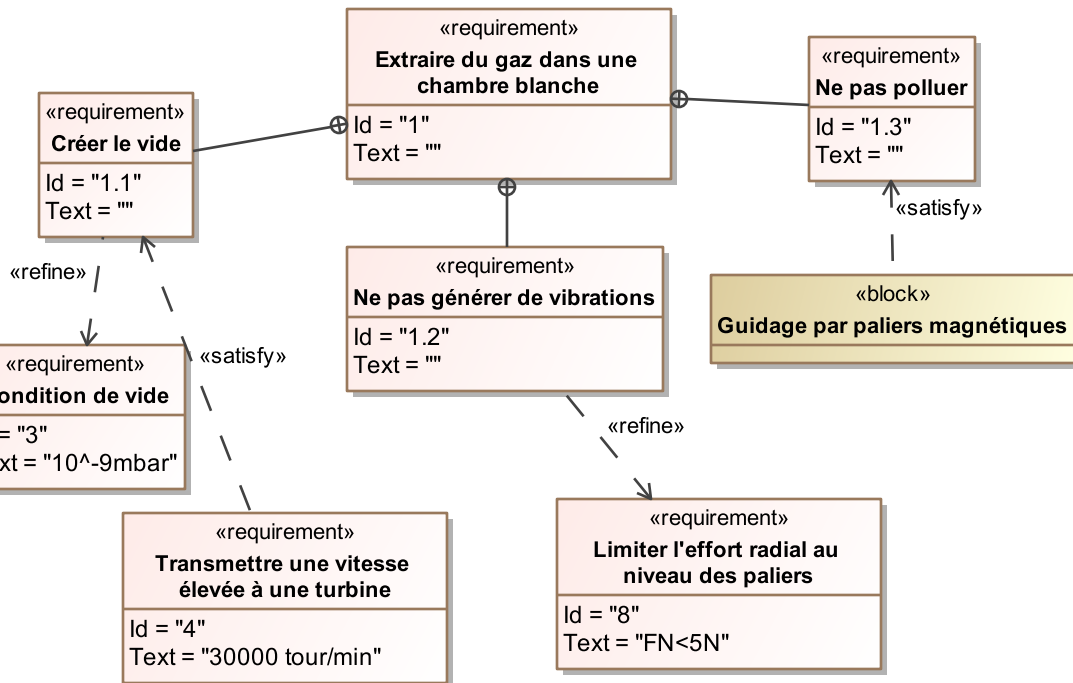 «requirement»
Extraire du gaz dans une
chambre blanche
Id = "1"
Text = ""
«requirement»
Ne pas polluer
Id = "1.3"
Text = ""
«requirement»
Créer le vide
Id = "1.1"
Text = ""
«satisfy»
«refine»
«requirement»
Ne pas générer de vibrations
Id = "1.2"
Text = ""
«block»
Guidage par paliers magnétiques
«satisfy»
«requirement»
ondition de vide
= "3"
xt = "10^-9mbar"
«refine»
«requirement»
Transmettre une vitesse
élevée à une turbine
Id = "4"
Text = "30000 tour/min"
«requirement»
Limiter l'effort radial au
niveau des paliers
Id = "8"
Text = "FN<5N"